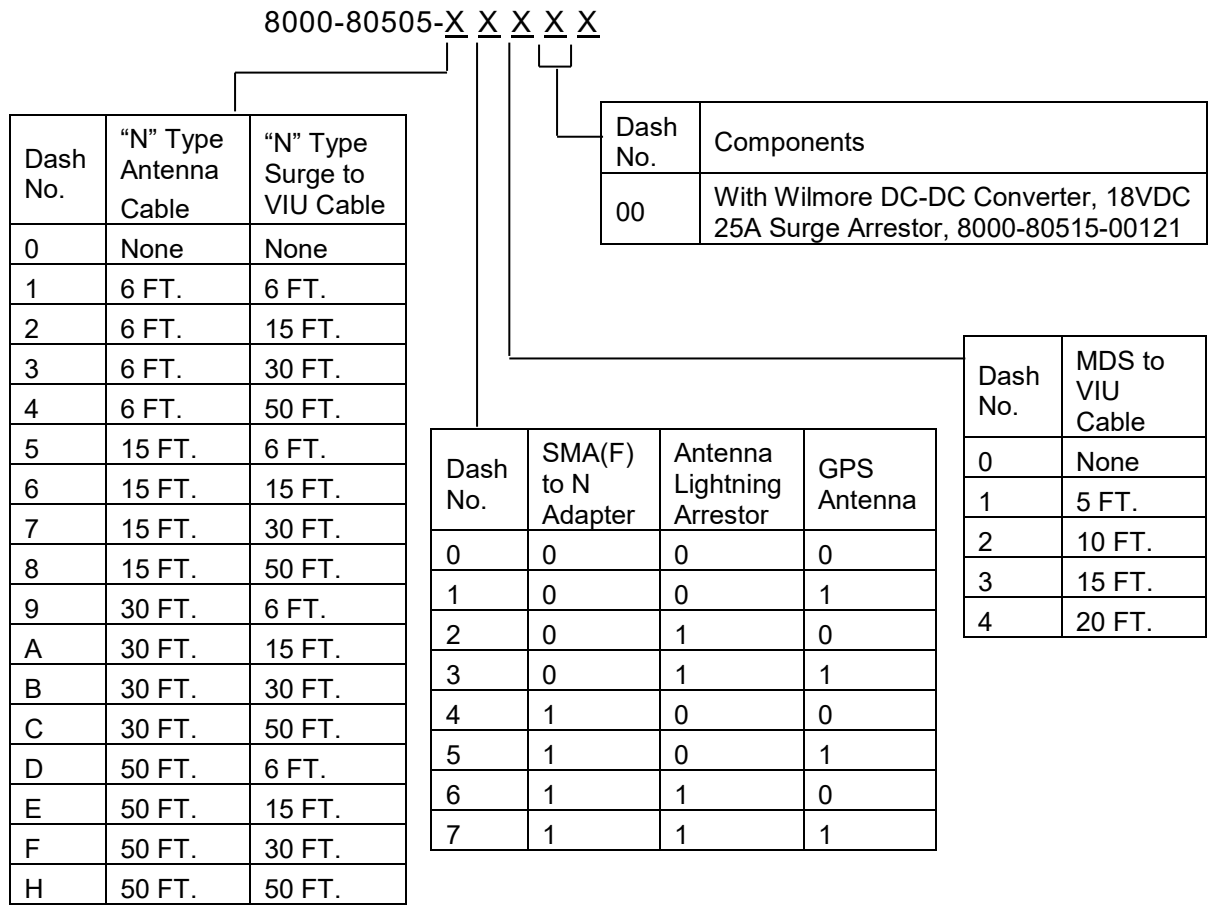 8000-80505-X X X X X
Dash No. | “N” Type Antenna Cable | “N” Type Surge to VIU Cable
0 | None | None
1 | 6 FT. | 6 FT.
2 | 6 FT. | 15 FT.
3 | 6 FT. | 30 FT.
4 | 6 FT. | 50 FT.
5 | 15 FT. | 6 FT.
6 | 15 FT. | 15 FT.
7 | 15 FT. | 30 FT.
8 | 15 FT. | 50 FT.
9 | 30 FT. | 6 FT.
A | 30 FT. | 15 FT.
B | 30 FT. | 30 FT.
C | 30 FT. | 50 FT.
D | 50 FT. | 6 FT.
E | 50 FT. | 15 FT.
F | 50 FT. | 30 FT.
H | 50 FT. | 50 FT.
Dash No. | SMA(F) to N Adapter | Antenna Lightning Arrestor | GPS Antenna
0 | 0 | 0 | 0
1 | 0 | 0 | 1
2 | 0 | 1 | 0
3 | 0 | 1 | 1
4 | 1 | 0 | 0
5 | 1 | 0 | 1
6 | 1 | 1 | 0
7 | 1 | 1 | 1
Dash No. | MDS to VIU Cable
0 | None
1 | 5 FT.
2 | 10 FT.
3 | 15 FT.
4 | 20 FT.
Dash No. | Components
00 | With Wilmore DC-DC Converter, 18VDC 25A Surge Arrestor, 8000-80515-00121